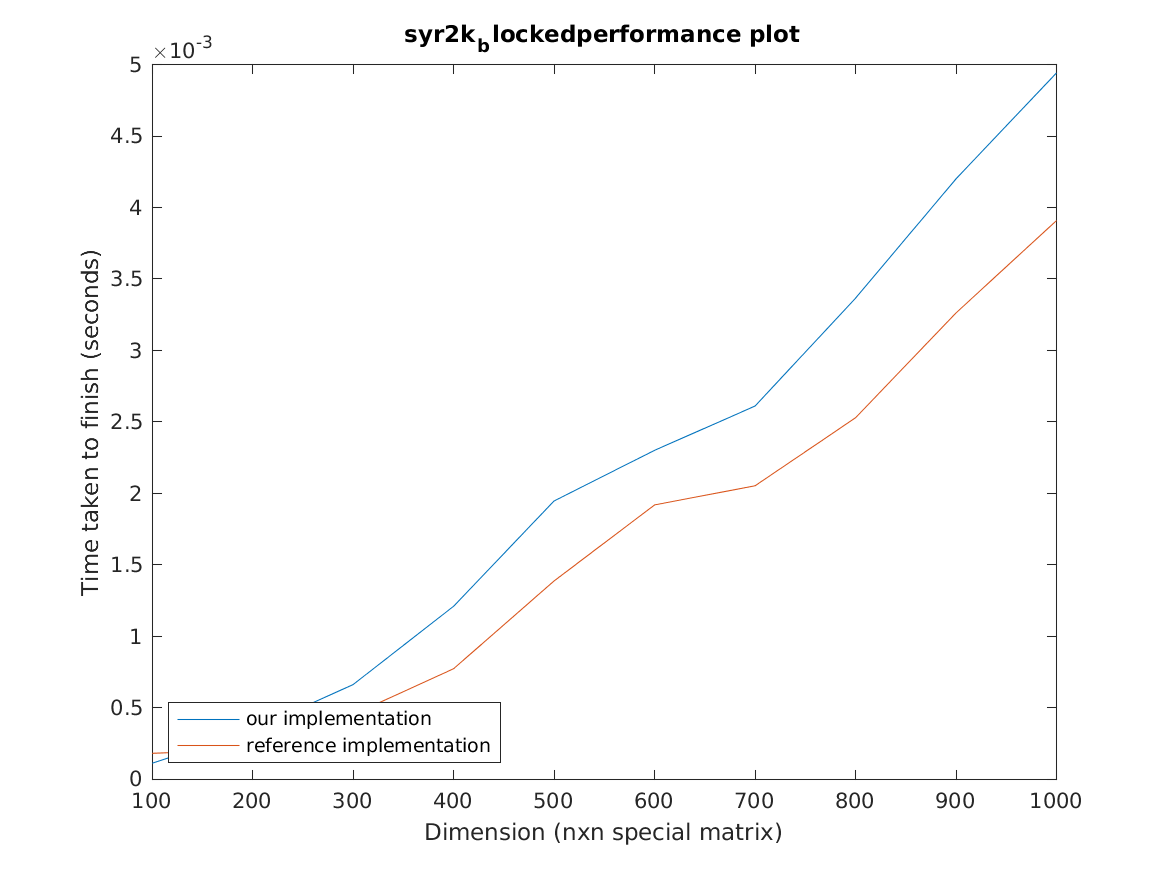 syr2k_blockedperformance plot
×10-3
5
4.5
4
3.5
3
2.5
2
1.5
1
0.5
0
Time taken to finish (seconds)
our implementation
reference implementation
100 200 300 400 500 600 700 800 900 1000
Dimension (nxn special matrix)